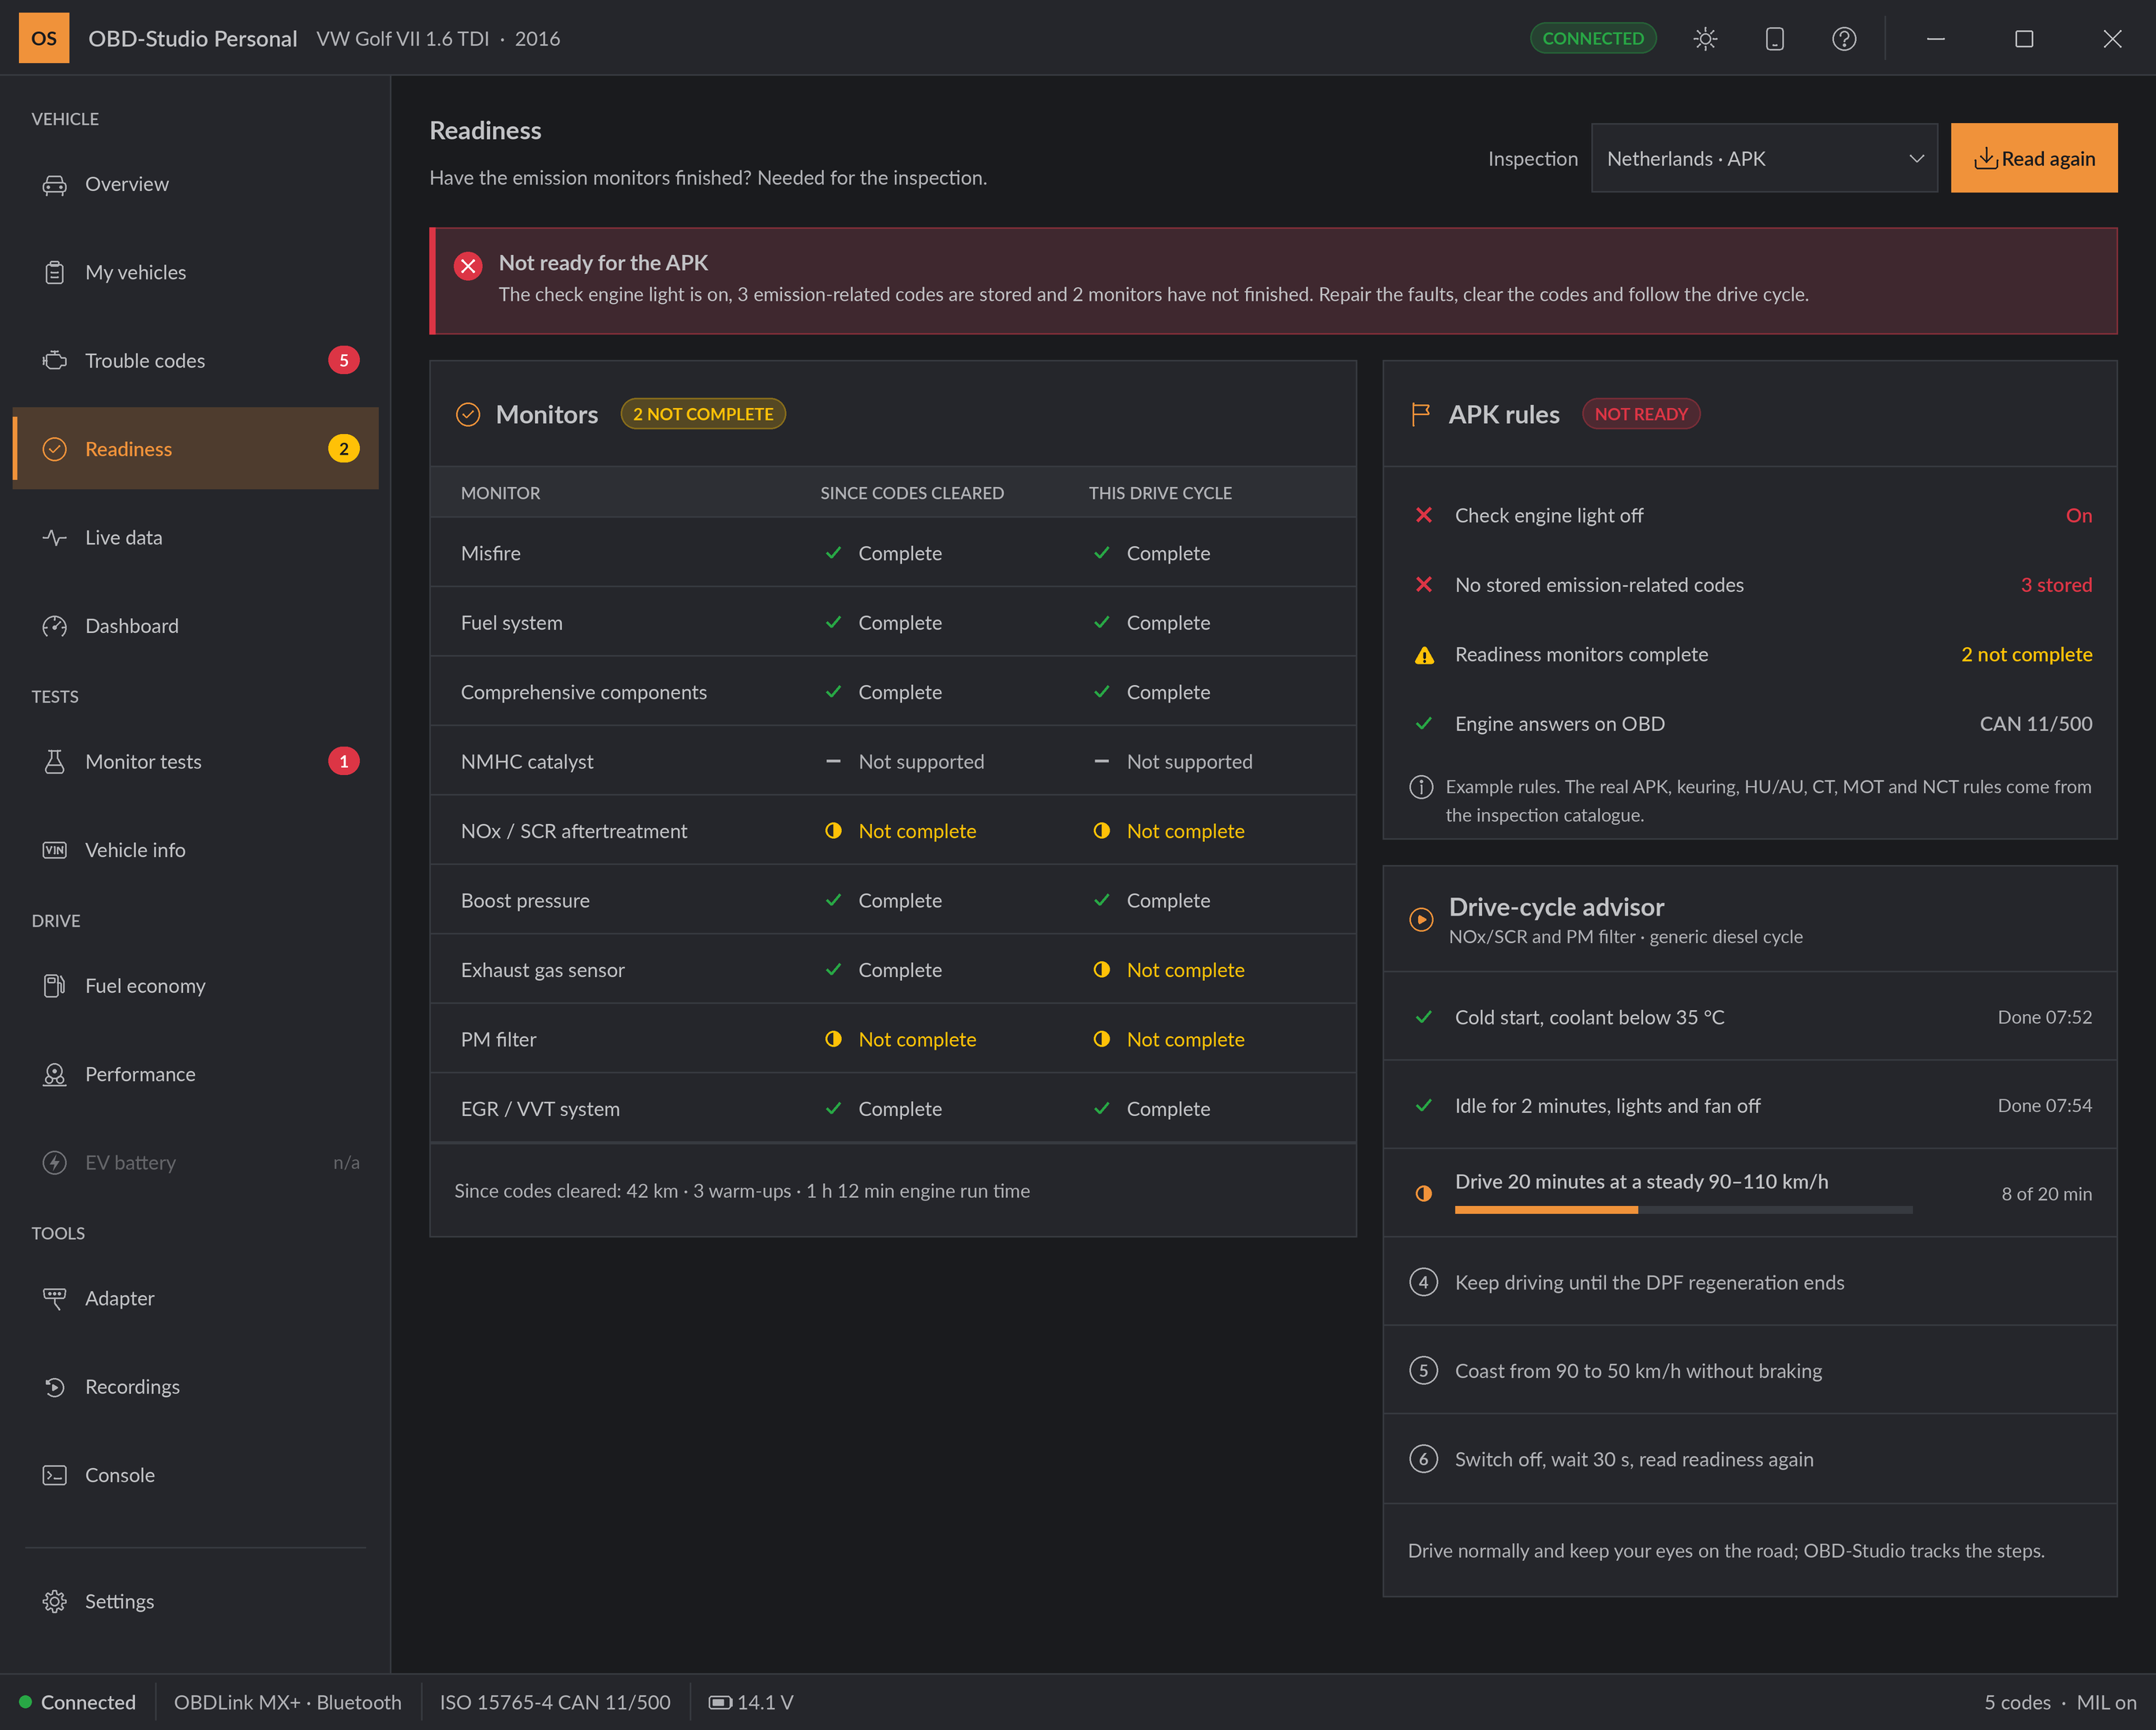 OS OBD-Studio Personal VW Golf VII 1.6 TDI · 2016 CONNECTED
VEHICLE
Overview
My vehicles
Trouble codes 5
Readiness 2
Live data
Dashboard
TESTS
Monitor tests 1
VIN Vehicle info
DRIVE
Fuel economy
Performance
EV battery n/a
TOOLS
Adapter
Recordings
Console
Settings
Readiness
Have the emission monitors finished? Needed for the inspection.
Inspection Netherlands · APK Read again
Not ready for the APK
The check engine light is on, 3 emission-related codes are stored and 2 monitors have not finished. Repair the faults, clear the codes and follow the drive cycle.
Monitors 2 NOT COMPLETE
MONITOR SINCE CODES CLEARED THIS DRIVE CYCLE
Misfire Complete Complete
Fuel system Complete Complete
Comprehensive components Complete Complete
NMHC catalyst Not supported Not supported
NOx / SCR aftertreatment Not complete Not complete
Boost pressure Complete Complete
Exhaust gas sensor Complete Not complete
PM filter Not complete Not complete
EGR / VVT system Complete Complete
Since codes cleared: 42 km · 3 warm-ups · 1 h 12 min engine run time
APK rules NOT READY
Check engine light off On
No stored emission-related codes 3 stored
Readiness monitors complete 2 not complete
Engine answers on OBD CAN 11/500
Example rules. The real APK, keuring, HU/AU, CT, MOT and NCT rules come from
the inspection catalogue.
Drive-cycle advisor
NOx/SCR and PM filter · generic diesel cycle
Cold start, coolant below 35 °C Done 07:52
Idle for 2 minutes, lights and fan off Done 07:54
Drive 20 minutes at a steady 90–110 km/h 8 of 20 min
4 Keep driving until the DPF regeneration ends
5 Coast from 90 to 50 km/h without braking
6 Switch off, wait 30 s, read readiness again
Drive normally and keep your eyes on the road; OBD-Studio tracks the steps.
Connected OBDLink MX+ · Bluetooth ISO 15765-4 CAN 11/500 14.1 V 5 codes · MIL on